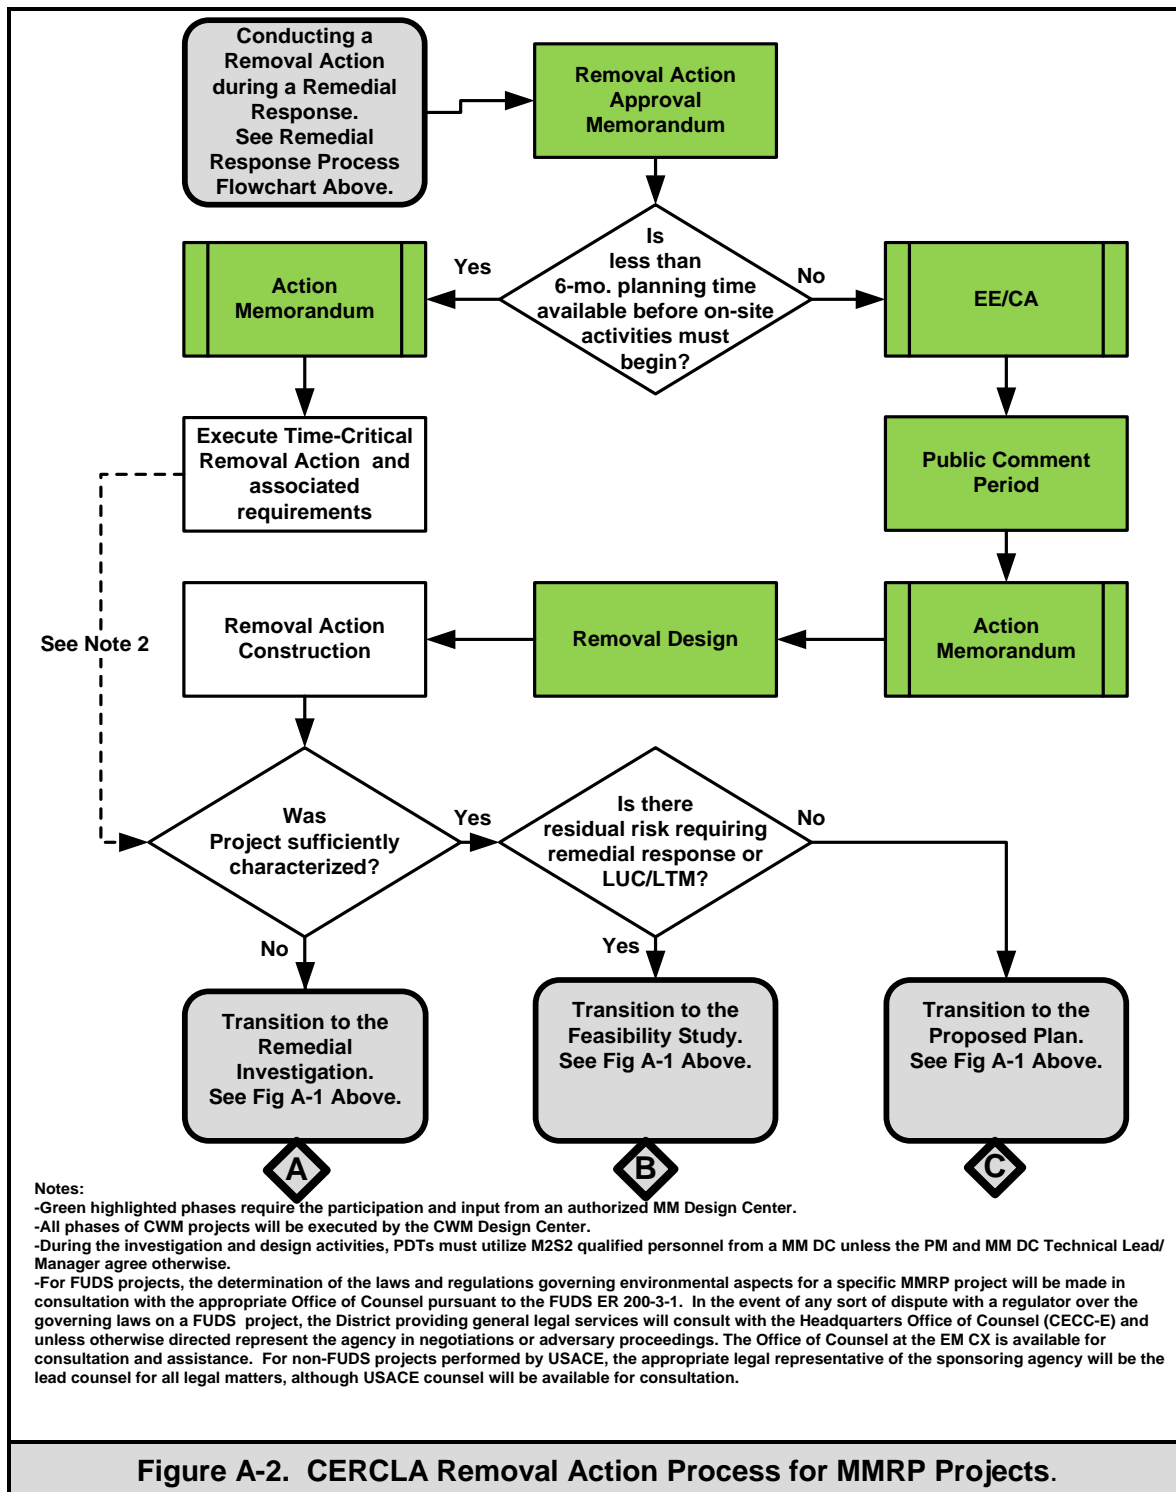 Conducting a
Removal Action
during a Remedial
Response.
See Remedial
Response Process
Flowchart Above.
Removal Action
Approval
Memorandum
Is
less than
6-mo. planning time
available before on-site
activities must
begin?
Yes
No
Action
Memorandum
EE/CA
Execute Time-Critical
Removal Action and
associated
requirements
Public Comment
Period
See Note 2
Removal Action
Construction
Removal Design
Action
Memorandum
Was
Project sufficiently
characterized?
Yes
Is there
residual risk requiring
remedial response or
LUC/LTM?
No
No
Yes
Transition to the
Remedial
Investigation.
See Fig A-1 Above.
Transition to the
Feasibility Study.
See Fig A-1 Above.
Transition to the
Proposed Plan.
See Fig A-1 Above.
A
B
C
Notes:
-Green highlighted phases require the participation and input from an authorized MM Design Center.
-All phases of CWM projects will be executed by the CWM Design Center.
-During the investigation and design activities, PDTs must utilize M2S2 qualified personnel from a MM DC unless the PM and MM DC Technical Lead/
Manager agree otherwise.
-For FUDS projects, the determination of the laws and regulations governing environmental aspects for a specific MMRP project will be made in
consultation with the appropriate Office of Counsel pursuant to the FUDS ER 200-3-1. In the event of any sort of dispute with a regulator over the
governing laws on a FUDS project, the District providing general legal services will consult with the Headquarters Office of Counsel (CECC-E) and
unless otherwise directed represent the agency in negotiations or adversary proceedings. The Office of Counsel at the EM CX is available for
consultation and assistance. For non-FUDS projects performed by USACE, the appropriate legal representative of the sponsoring agency will be the
lead counsel for all legal matters, although USACE counsel will be available for consultation.
Figure A-2. CERCLA Removal Action Process for MMRP Projects.